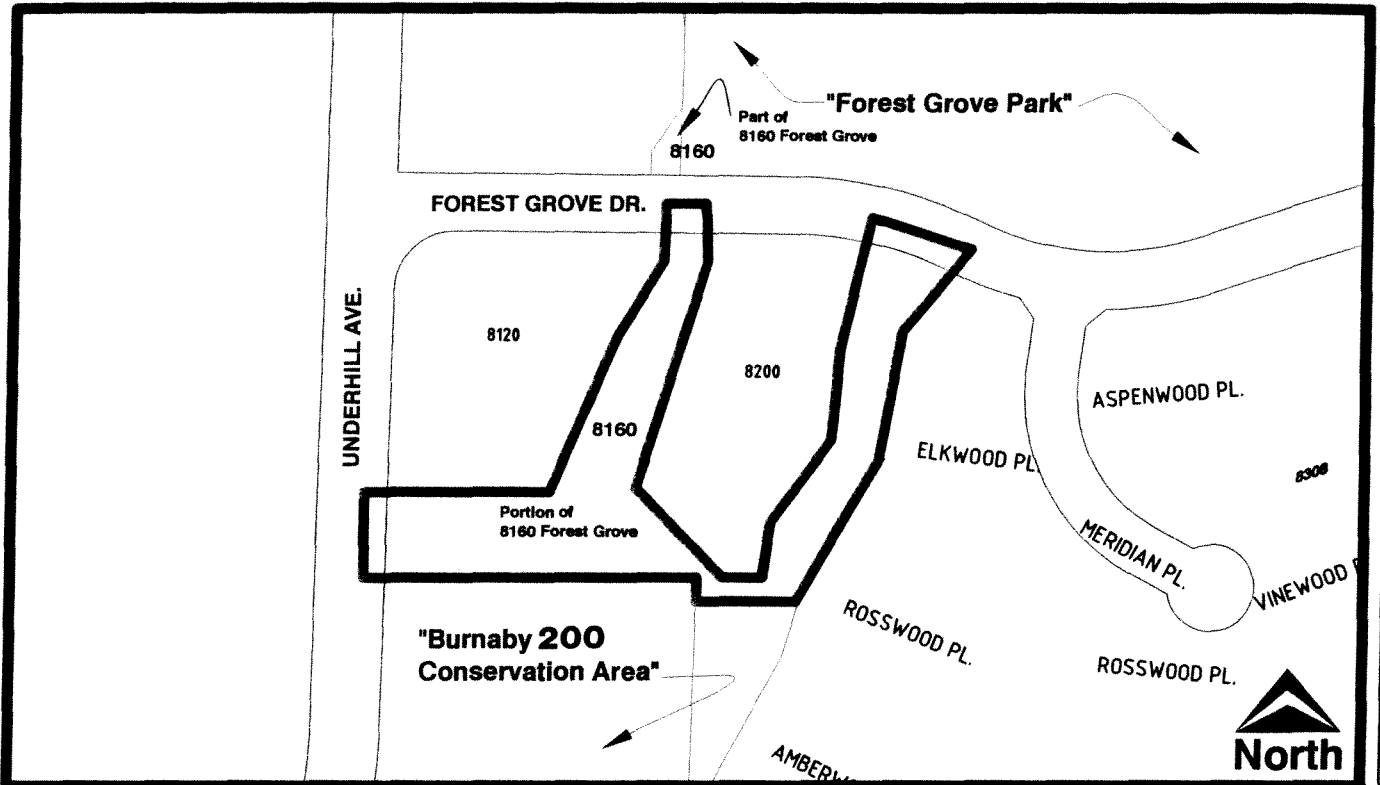 "Forest Grove Park"
Part of
8160 Forest Grove
8160
FOREST GROVE DR.
UNDERHILL AVE.
8120
8200
ASPENWOOD PL.
8160
ELKWOOD PL.
8308
Portion of
8160 Forest Grove
MERIDIAN PL.
VINEWOOD
ROSSWOOD PL.
"Burnaby 200
Conservation Area"
ROSSWOOD PL.
North